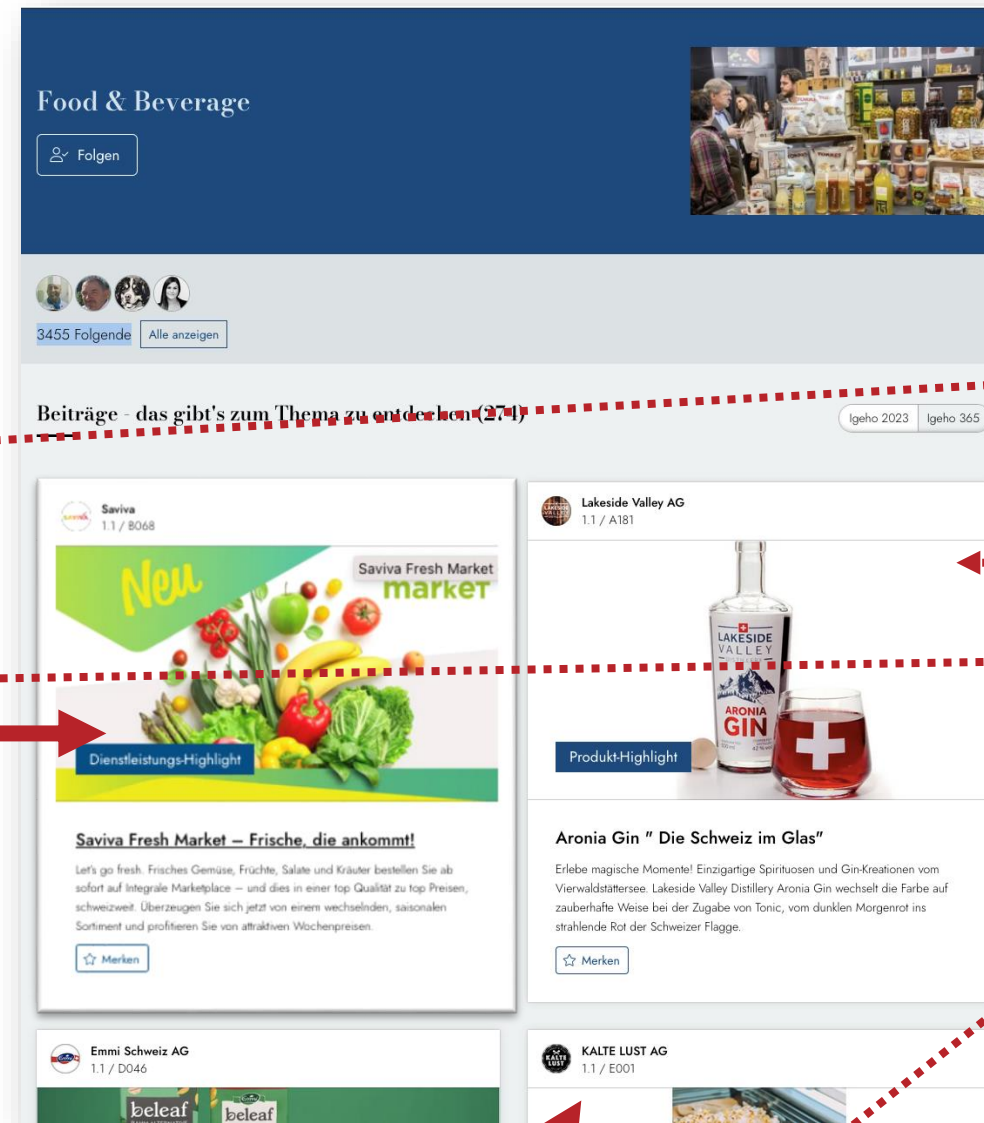 Food & Beverage
Folgen
3455 Folgende
Alle anzeigen
Beiträge - das gibt's zum Thema zu entdecken (274)
Igeho 2023
Igeho 365
Saviva
1.1 / B068
Neu
Saviva Fresh Market
market
Dienstleistungs-Highlight
Saviva Fresh Market – Frische, die ankommt!
Let's go fresh. Frisches Gemüse, Früchte, Salate und Kräuter bestellen Sie ab
sofort auf Integrale Marketplace – und dies in einer top Qualität zu top Preisen,
schweizweit. Überzeugen Sie sich jetzt von einem wechselnden, saisonalen
Sortiment und profitieren Sie von attraktiven Wochenpreisen.
Merken
Lakeside Valley AG
1.1 / A181
LAKESIDE
VALLEY
ARONIA
GIN
Produkt-Highlight
Aronia Gin " Die Schweiz im Glas"
Erlebe magische Momente! Einzigartige Spirituosen und Gin-Kreationen vom
Vierwaldstättersee. Lakeside Valley Distillery Aronia Gin wechselt die Farbe auf
zauberhafte Weise bei der Zugabe von Tonic, vom dunklen Morgenrot ins
strahlende Rot der Schweizer Flagge.
Merken
Emmi Schweiz AG
1.1 / D046
beleaf
beleaf
KALTE LUST AG
1.1 / E001
KALTE
LUST